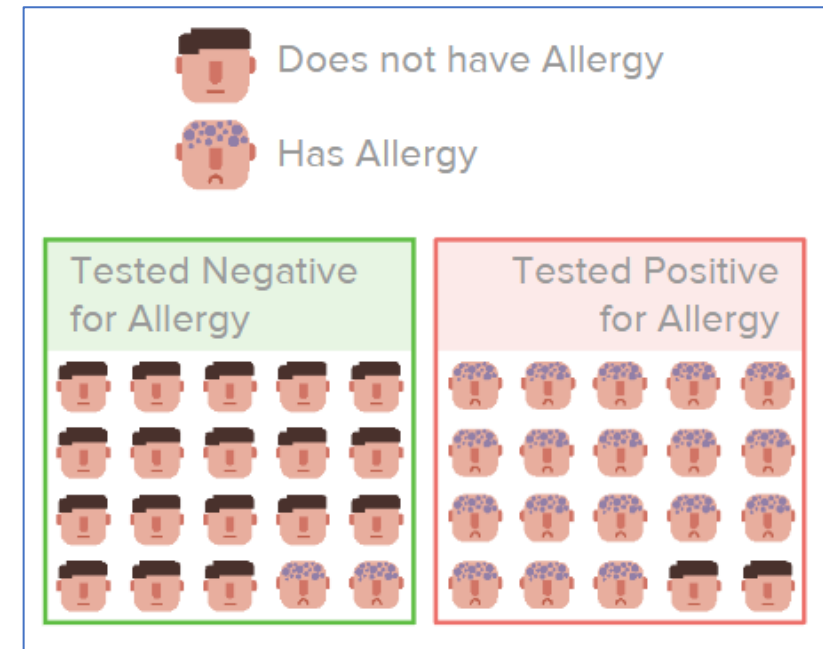 Does not have Allergy
Has Allergy
Tested Negative
for Allergy
Tested Positive
for Allergy